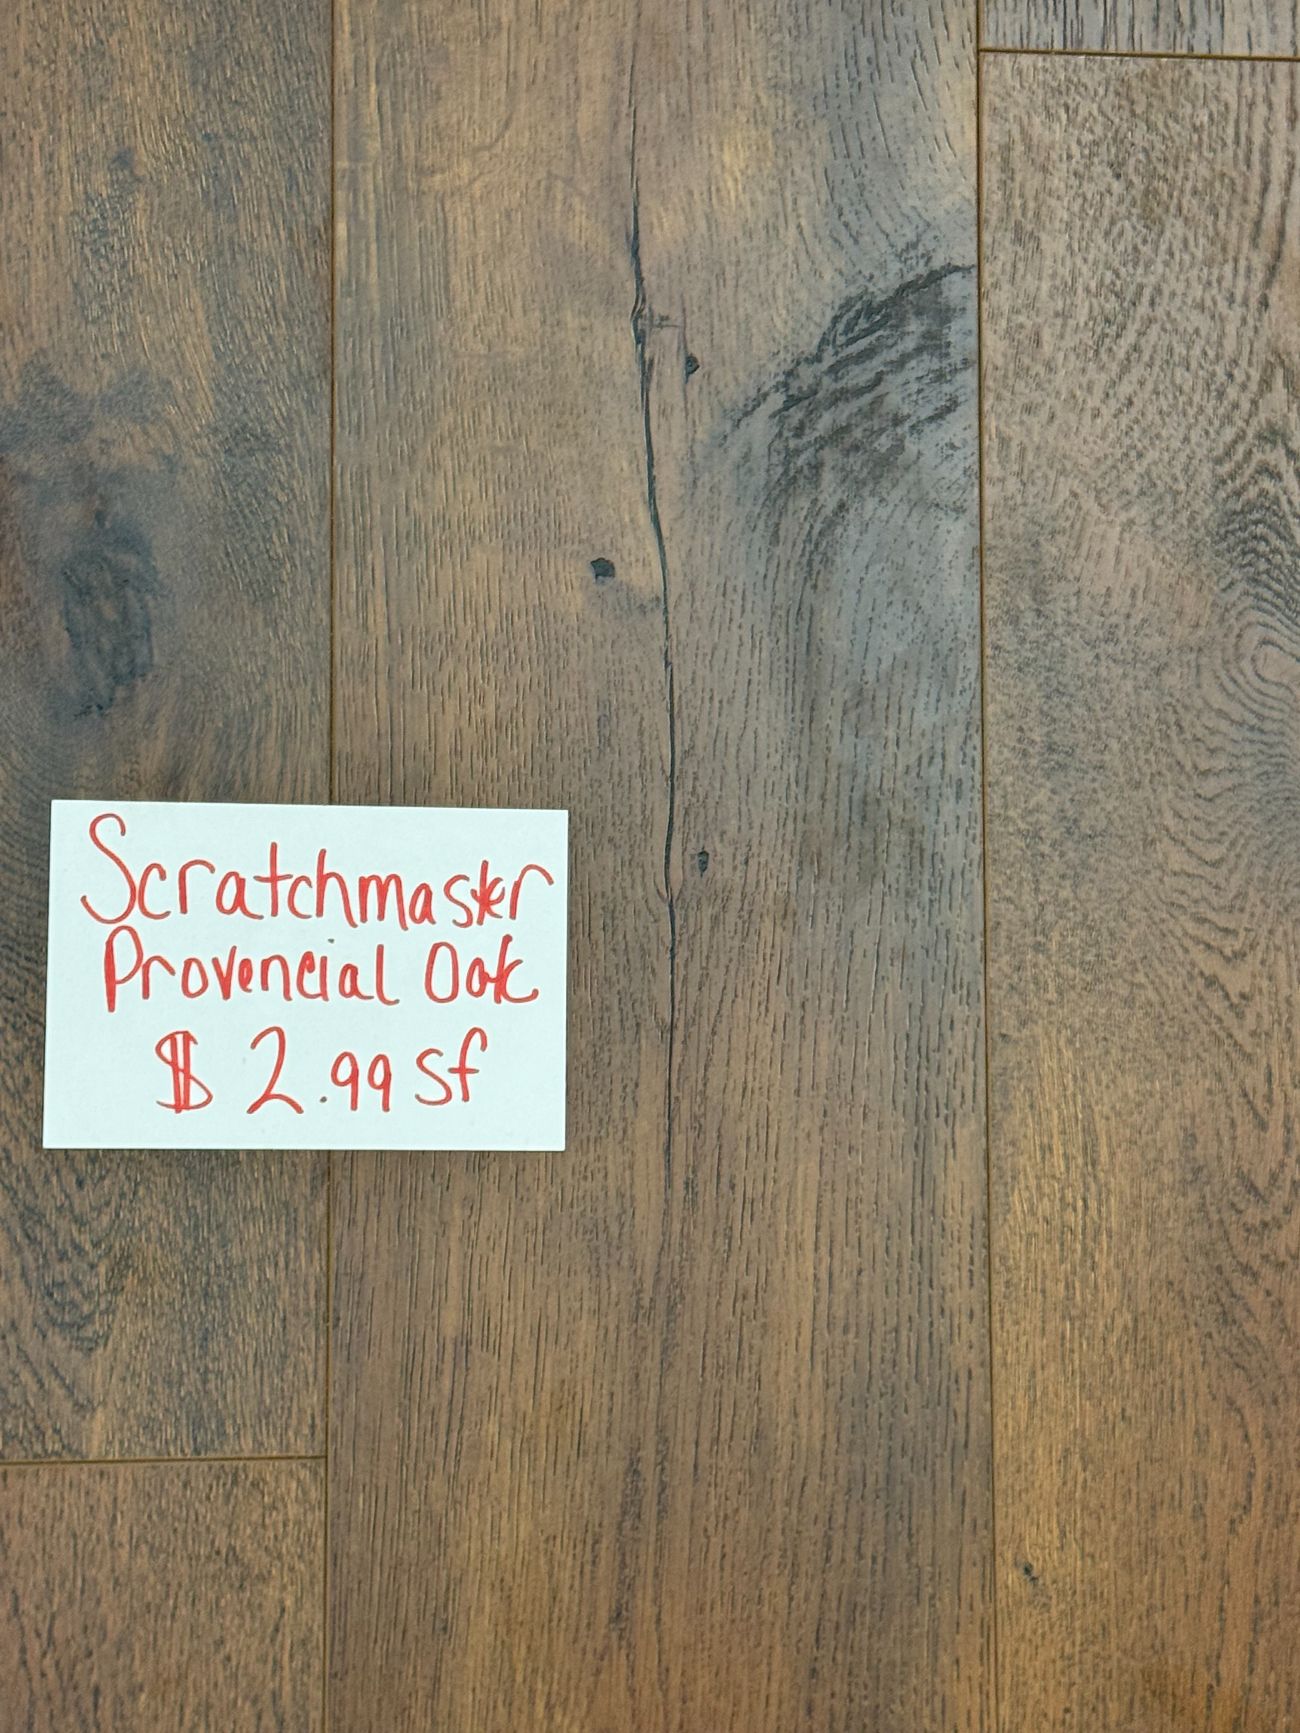 Scratchmaster
Provencial Oak
$ 2.99 sf